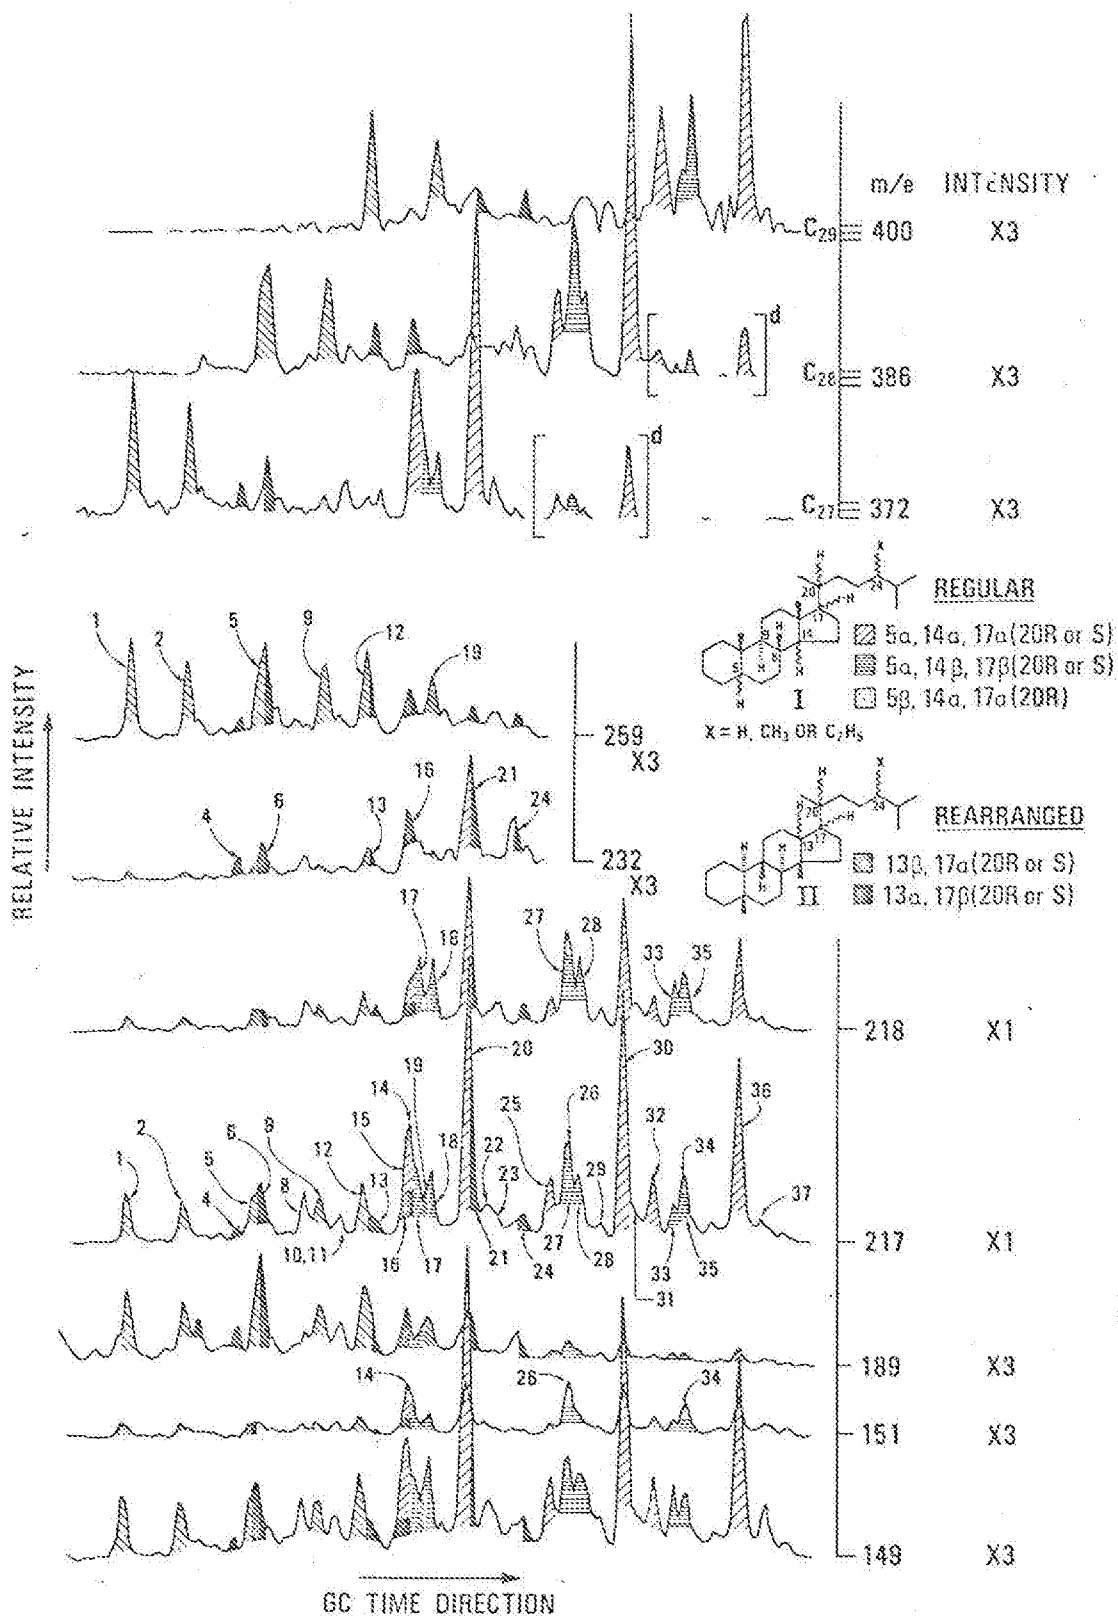 m/e INTENSITY
C29 400 X3
d
C28 386 X3
d
C27 372 X3
REGULAR
5α, 14α, 17α(20R or S)
5α, 14β, 17β(20R or S)
5β, 14α, 17α(20R)
I
X = H, CH3 OR C2H5
1 2 5 9 12 19
259
X3
REARRANGED
13β, 17α(20R or S)
13α, 17β(20R or S)
II
4 6 13 16 21 24
232
X3
17 18 27 28 33 35
218 X1
1 2 4 5 6 9 8 10,11 12 13 15 14 19 16 17 18 20 21 22 23 24 25 26 27 28 29 30 31 32 33 34 35 36 37
217 X1
189 X3
14 26 34
151 X3
149 X3
RELATIVE INTENSITY
GC TIME DIRECTION